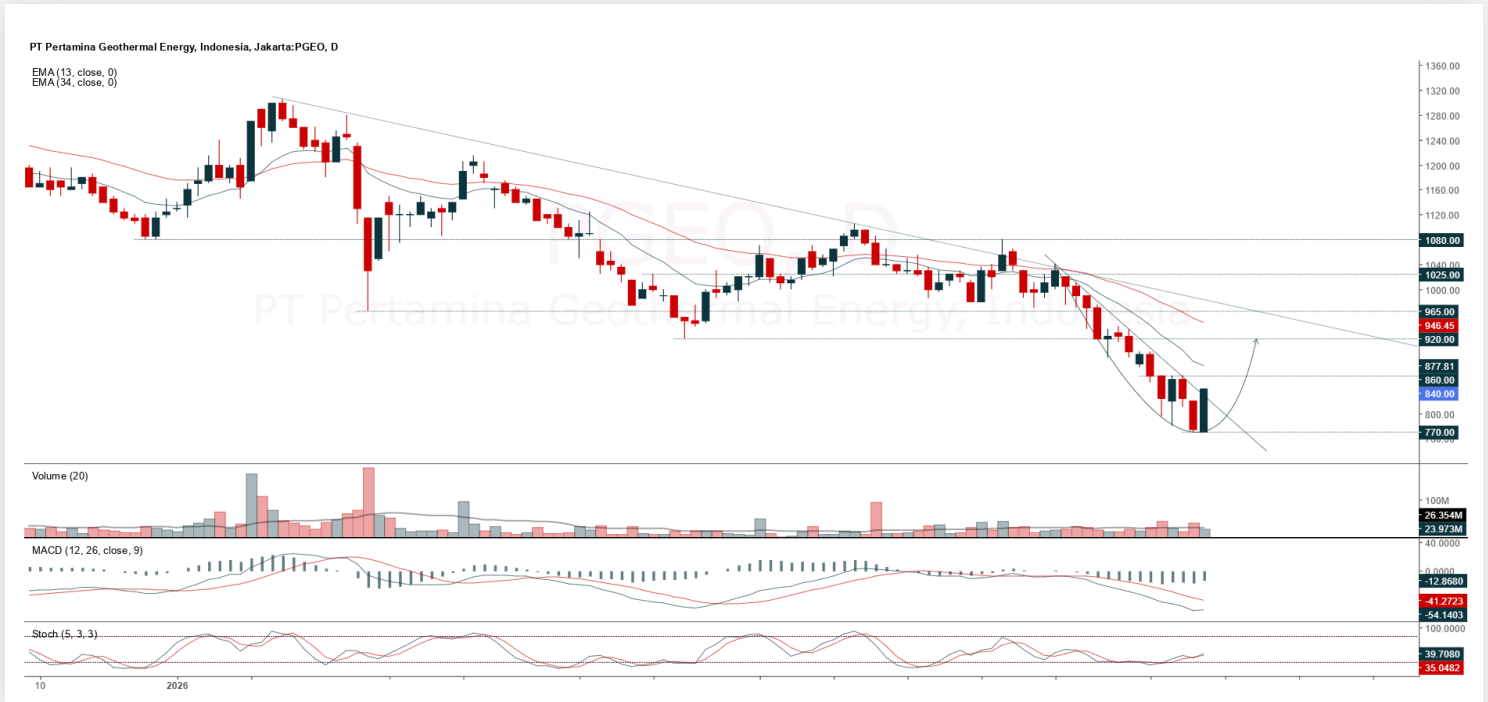 PT Pertamina Geothermal Energy, Indonesia, Jakarta:PGEO, D
EMA (13, close, 0)
EMA (34, close, 0)
PGEO, D
PT Pertamina Geothermal Energy, Indonesia
1360.00
1320.00
1280.00
1240.00
1200.00
1160.00
1120.00
1080.00
1040.00
1025.00
1000.00
965.00
946.45
920.00
877.81
860.00
840.00
800.00
770.00
Volume (20)
100M
26.354M
23.973M
MACD (12, 26, close, 9)
40.0000
0.0000
-12.8680
-41.2723
-54.1403
Stoch (5, 3, 3)
100.0000
39.7080
35.0482
10
2026